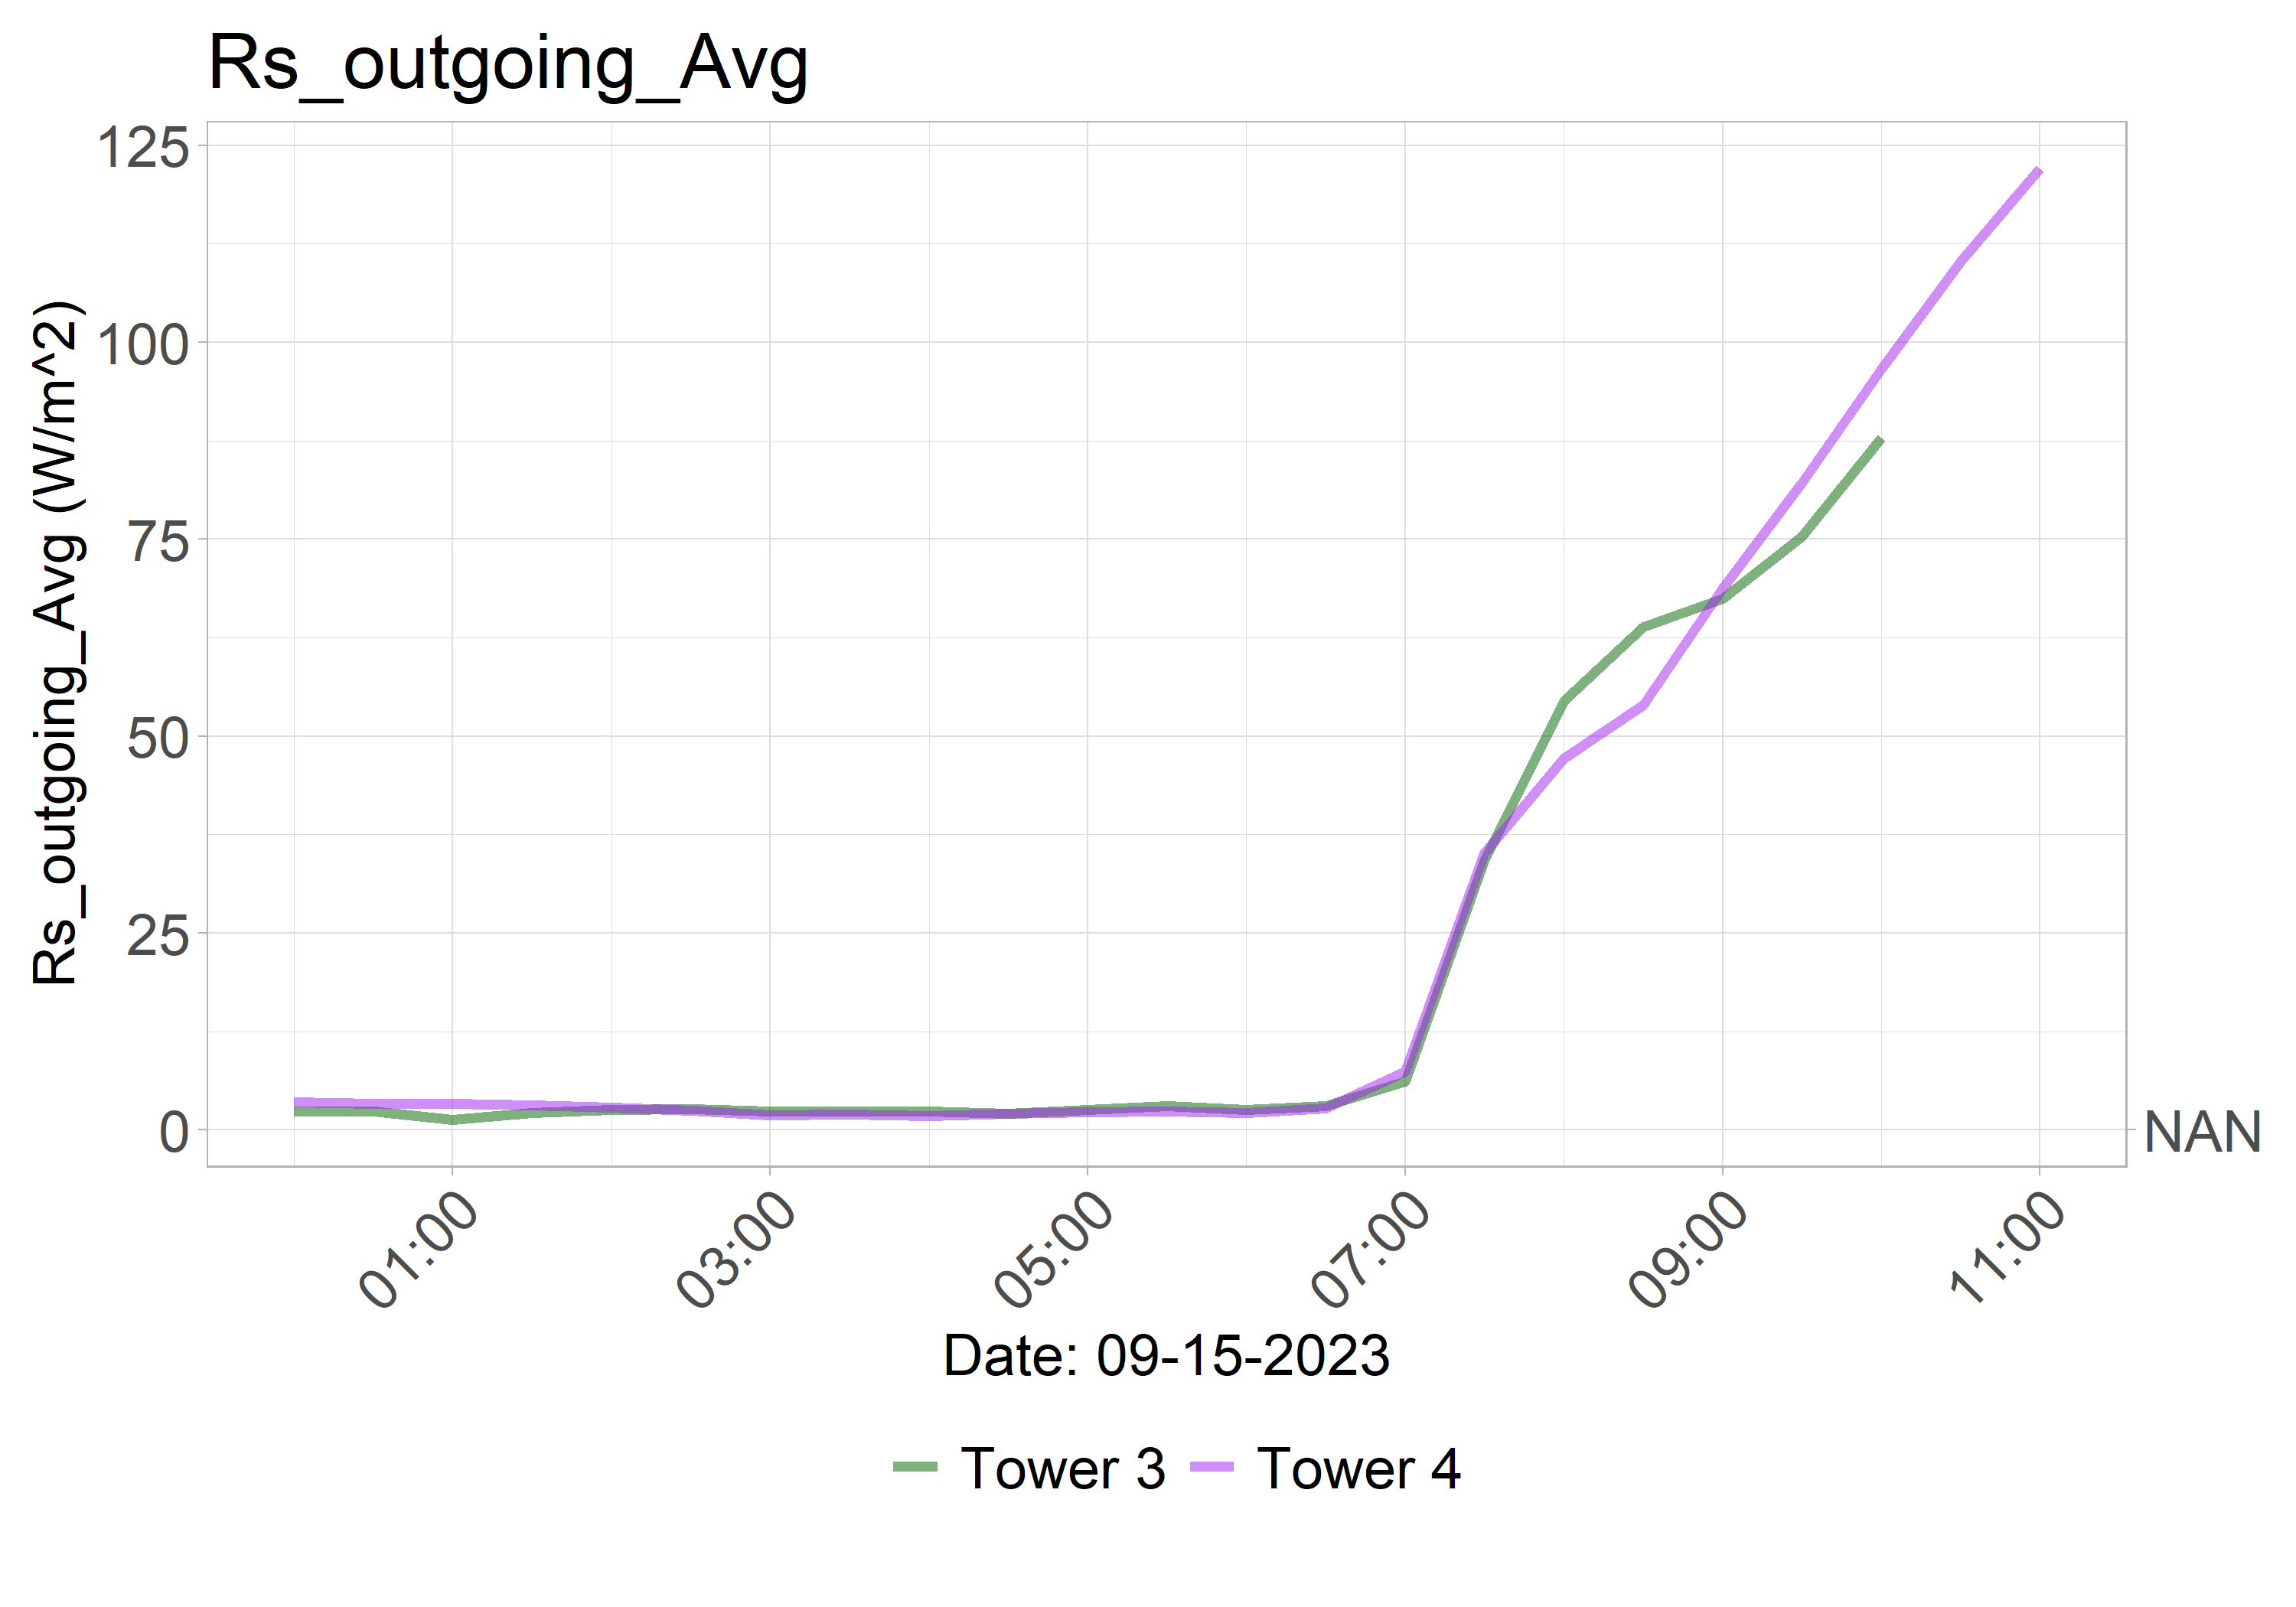 Rs_outgoing_Avg
Rs_outgoing_Avg (W/m^2)
125
100
75
50
25
0
NAN
01:00
03:00
05:00
07:00
09:00
11:00
Date: 09-15-2023
Tower 3
Tower 4